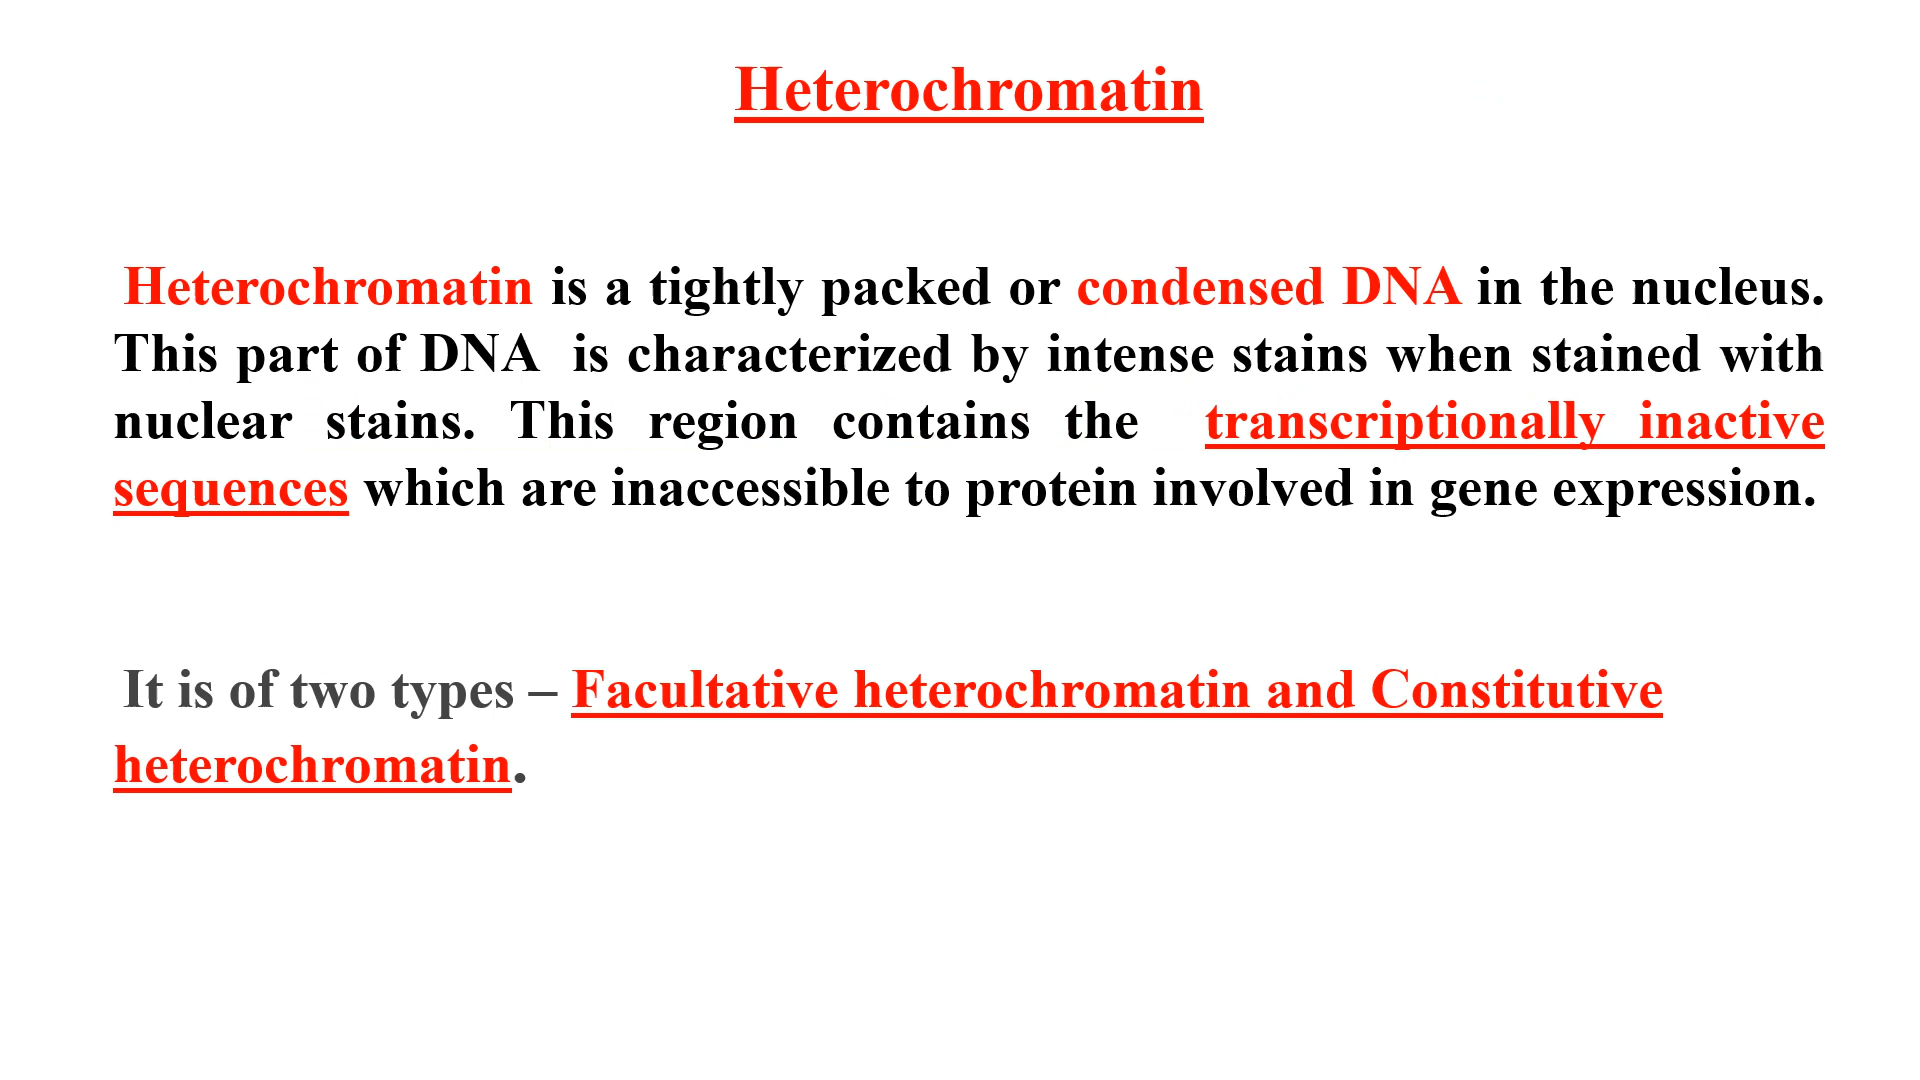 Heterochromatin
Heterochromatin is a tightly packed or condensed DNA in the nucleus.
This part of DNA is characterized by intense stains when stained with
nuclear stains. This region contains the transcriptionally inactive
sequences which are inaccessible to protein involved in gene expression.
It is of two types – Facultative heterochromatin and Constitutive
heterochromatin.